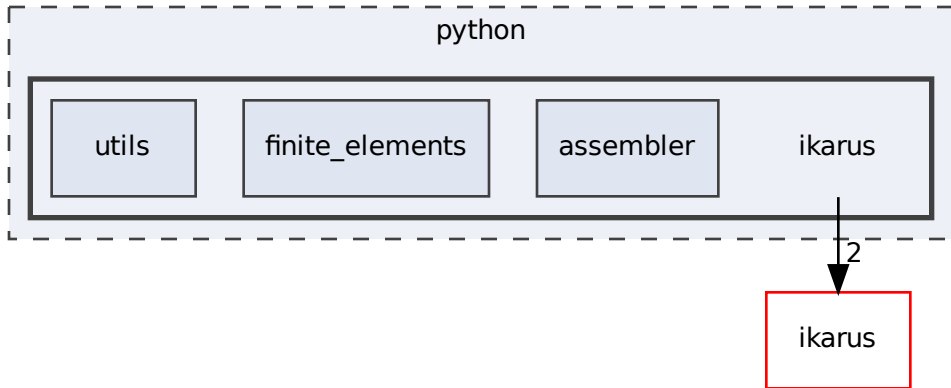 python
utils
finite_elements
assembler
ikarus
2
ikarus